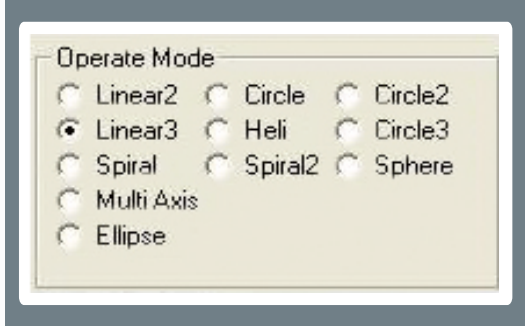 Operate Mode
Linear2 Circle Circle2
Linear3 Heli Circle3
Spiral Spiral2 Sphere
Multi Axis
Ellipse